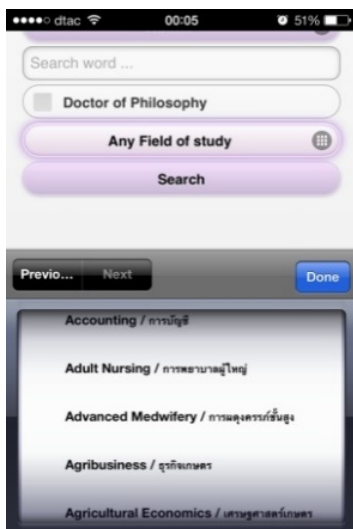 dtac 00:05 51%
Search word ...
Doctor of Philosophy
Any Field of study
Search
Previo... Next Done
Accounting / การบัญชี
Adult Nursing / การพยาบาลผู้ใหญ่
Advanced Medwifery / การผดุงครรภ์ชั้นสูง
Agribusiness / ธุรกิจเกษตร
Agricultural Economics / เศรษฐศาสตร์เกษตร